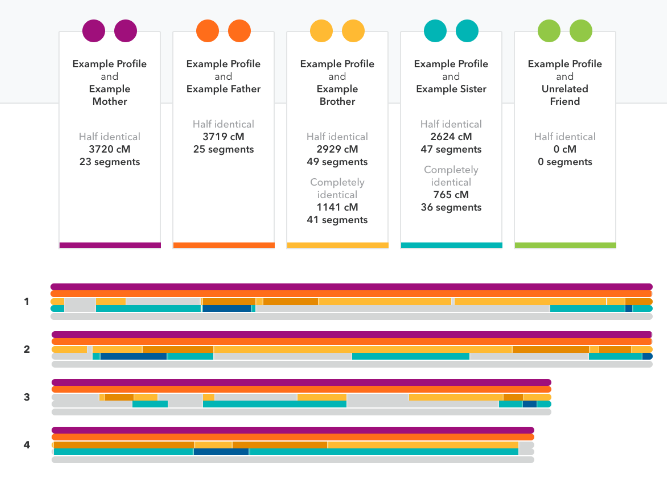 Example Profile
and
Example
Mother
Half identical
3720 cM
23 segments
Example Profile
and
Example Father
Half identical
3719 cM
25 segments
Example Profile
and
Example
Brother
Half identical
2929 cM
49 segments
Completely
identical
1141 cM
41 segments
Example Profile
and
Example Sister
Half identical
2624 cM
47 segments
Completely
identical
765 cM
36 segments
Example Profile
and
Unrelated
Friend
Half identical
0 cM
0 segments
1
2
3
4